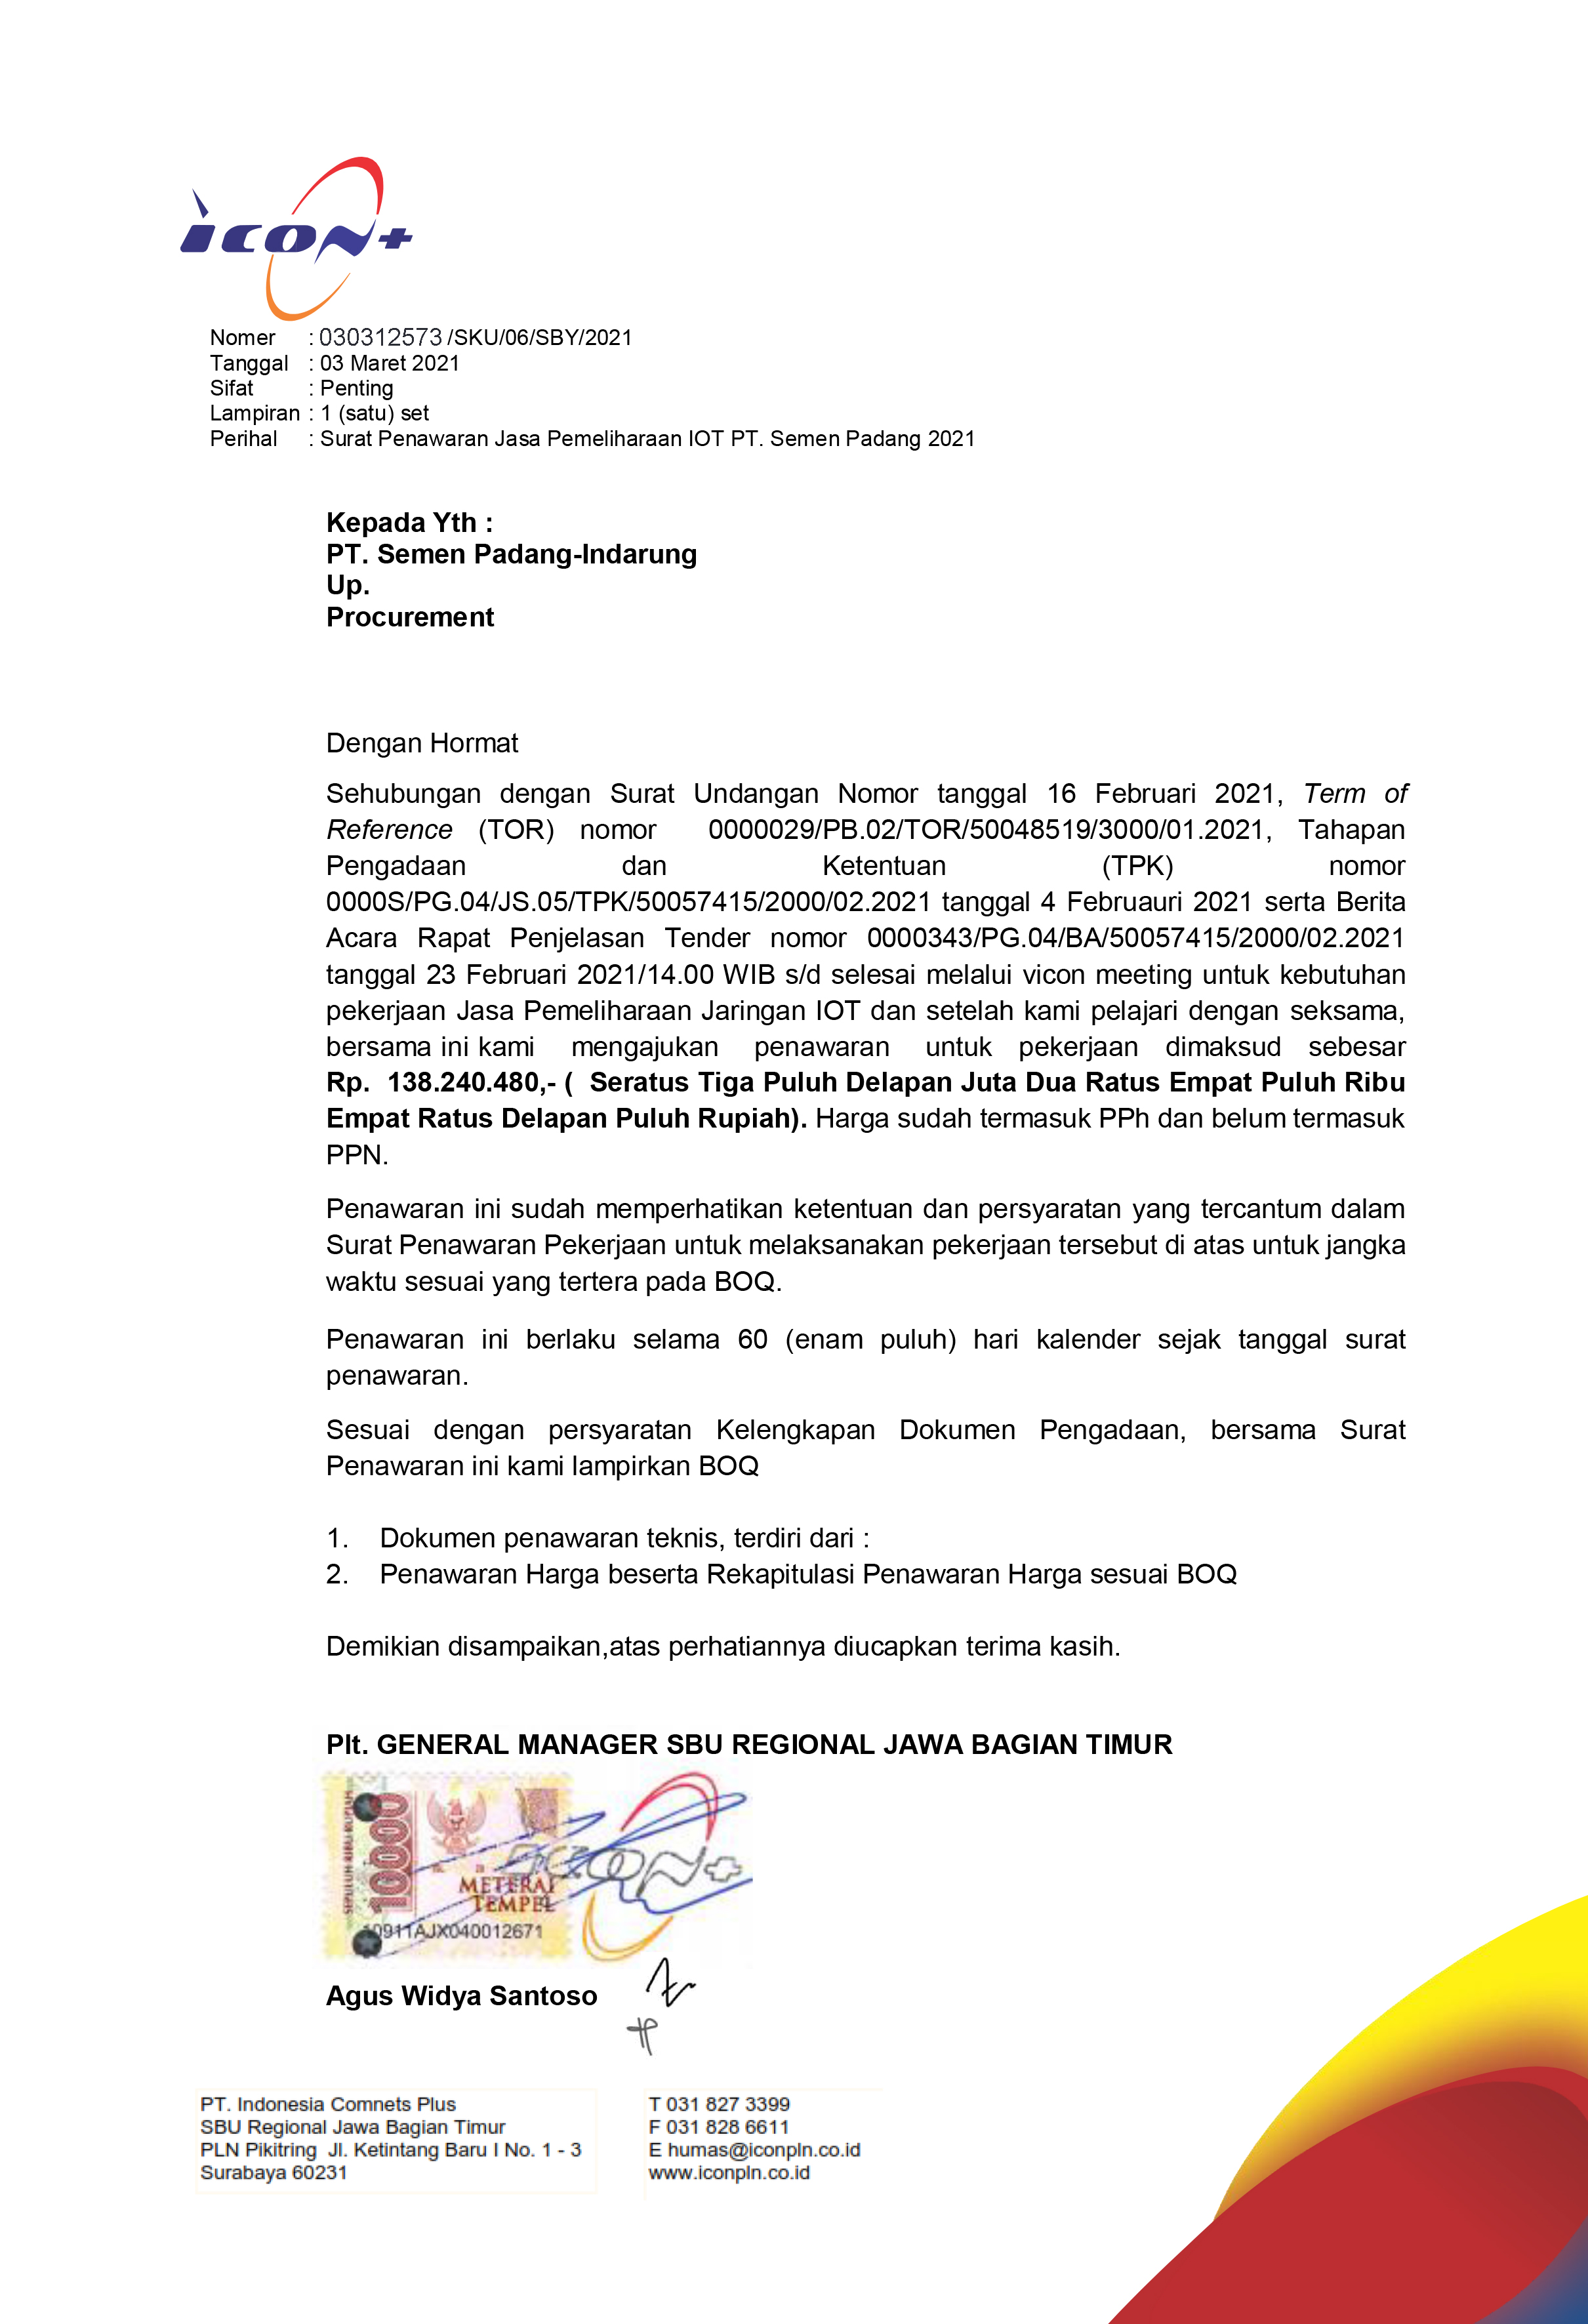 icon+
Nomer : 030312573 /SKU/06/SBY/2021
Tanggal : 03 Maret 2021
Sifat : Penting
Lampiran : 1 (satu) set
Perihal : Surat Penawaran Jasa Pemeliharaan IOT PT. Semen Padang 2021
Kepada Yth :
PT. Semen Padang-Indarung
Up.
Procurement
Dengan Hormat
Sehubungan dengan Surat Undangan Nomor tanggal 16 Februari 2021, Term of
Reference (TOR) nomor 0000029/PB.02/TOR/50048519/3000/01.2021, Tahapan
Pengadaan dan Ketentuan (TPK) nomor
0000S/PG.04/JS.05/TPK/50057415/2000/02.2021 tanggal 4 Februauri 2021 serta Berita
Acara Rapat Penjelasan Tender nomor 0000343/PG.04/BA/50057415/2000/02.2021
tanggal 23 Februari 2021/14.00 WIB s/d selesai melalui vicon meeting untuk kebutuhan
pekerjaan Jasa Pemeliharaan Jaringan IOT dan setelah kami pelajari dengan seksama,
bersama ini kami mengajukan penawaran untuk pekerjaan dimaksud sebesar
Rp. 138.240.480,- ( Seratus Tiga Puluh Delapan Juta Dua Ratus Empat Puluh Ribu
Empat Ratus Delapan Puluh Rupiah). Harga sudah termasuk PPh dan belum termasuk
PPN.
Penawaran ini sudah memperhatikan ketentuan dan persyaratan yang tercantum dalam
Surat Penawaran Pekerjaan untuk melaksanakan pekerjaan tersebut di atas untuk jangka
waktu sesuai yang tertera pada BOQ.
Penawaran ini berlaku selama 60 (enam puluh) hari kalender sejak tanggal surat
penawaran.
Sesuai dengan persyaratan Kelengkapan Dokumen Pengadaan, bersama Surat
Penawaran ini kami lampirkan BOQ
1. Dokumen penawaran teknis, terdiri dari :
2. Penawaran Harga beserta Rekapitulasi Penawaran Harga sesuai BOQ
Demikian disampaikan,atas perhatiannya diucapkan terima kasih.
Plt. GENERAL MANAGER SBU REGIONAL JAWA BAGIAN TIMUR
SEPULUH RIBU RUPIAH
10000
METERAI
TEMPEL
10911AJX040012671
icon+
Agus Widya Santoso
PT. Indonesia Comnets Plus
SBU Regional Jawa Bagian Timur
PLN Pikitring Jl. Ketintang Baru I No. 1 - 3
Surabaya 60231
T 031 827 3399
F 031 828 6611
E humas@iconpln.co.id
www.iconpln.co.id